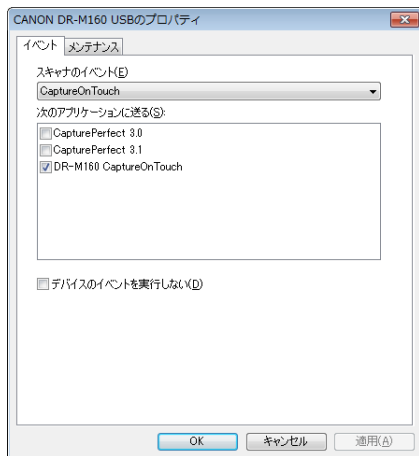 CANON DR-M160 USBのプロパティ
イベント メンテナンス
スキャナのイベント(E)
CaptureOnTouch
次のアプリケーションに送る(S):
CapturePerfect 3.0
CapturePerfect 3.1
DR-M160 CaptureOnTouch
デバイスのイベントを実行しない(D)
OK キャンセル 適用(A)